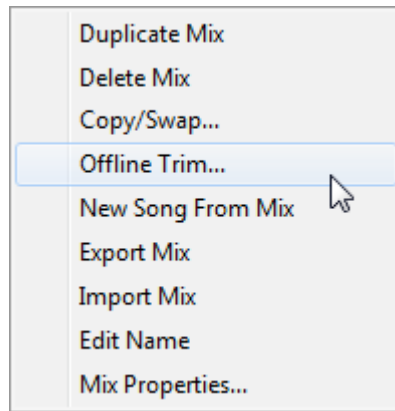 Duplicate Mix
Delete Mix
Copy/Swap...
Offline Trim...
New Song From Mix
Export Mix
Import Mix
Edit Name
Mix Properties...